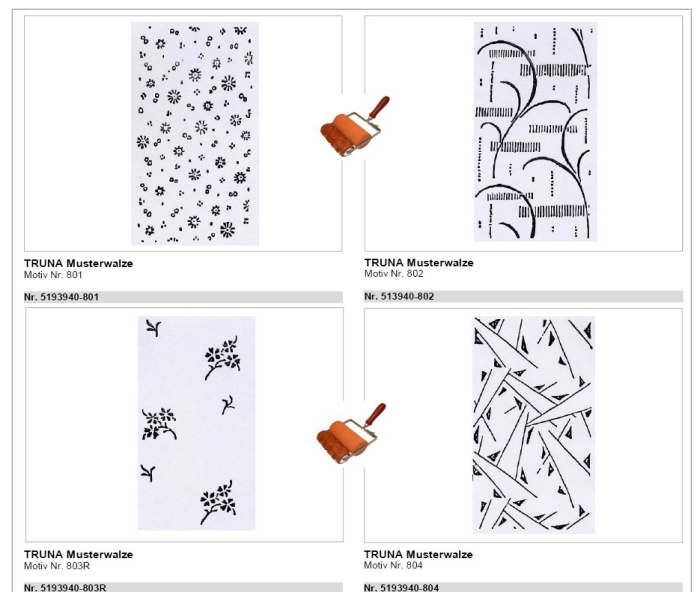 TRUNA Musterwalze
Motiv Nr. 801
Nr. 5193940-801
TRUNA Musterwalze
Motiv Nr. 802
Nr. 513940-802
TRUNA Musterwalze
Motiv Nr. 803R
Nr. 5193940-803R
TRUNA Musterwalze
Motiv Nr. 804
Nr. 5193940-804